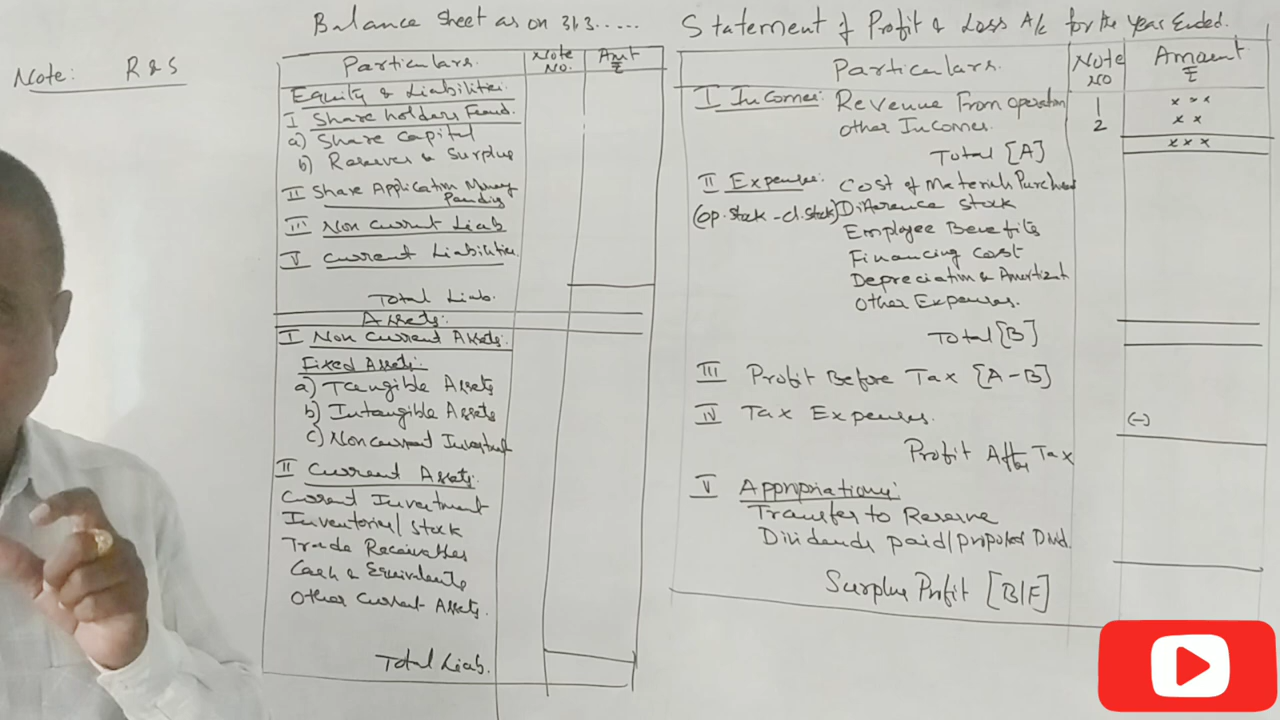 Note: R & S
Balance Sheet as on 31.3......
Particulars.
Note No.
Amt ₹
Equity & Liabilities:
I Share holders Fund.
a) Share Capital
b) Reserves & Surplus
II Share Application Money Pending
III Non Current Liab
V Current Liabilities
Total Liab.
Assets:
I Non Current Assets:
Fixed Assets:
a) Tangible Assets
b) Intangible Assets
c) Non current Investment
II Current Assets:
Current Investment
Inventories/Stock
Trade Receivables
Cash & Equivalents
Other Current Assets.
Total Liab.
Statement of Profit & Loss A/c for the Year Ended.
Particulars.
Note No
Amount ₹
I Incomes: Revenue From operation 1 x x x
Other Incomes. 2 x x
Total [A] x x x
II Expenses: Cost of Materials Purchased
(op. Stock - cl. Stock) Difference Stock
Employee Benefits
Financing Cost
Depreciation & Amortizat
Other Expenses.
Total [B]
III Profit Before Tax [A-B]
IV Tax Expenses. (-)
Profit After Tax
V Appropriations:
Transfer to Reserve
Dividends paid/proposed Divd.
Surplus Profit [B/F]